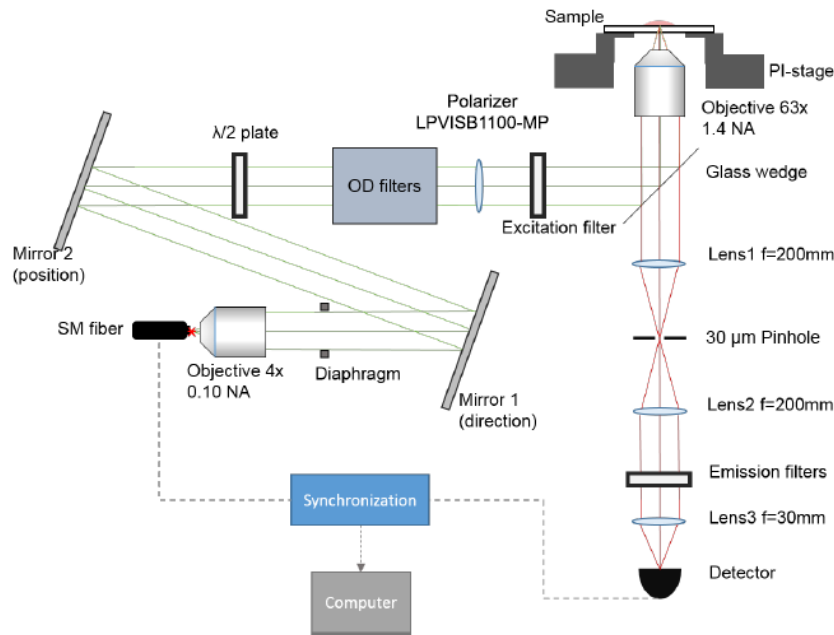 Sample
PI-stage
Polarizer
LPVISB1100-MP
Objective 63x
1.4 NA
λ/2 plate
OD filters
Glass wedge
Excitation filter
Mirror 2
(position)
Lens1 f=200mm
SM fiber
30 µm Pinhole
Objective 4x
0.10 NA
Diaphragm
Mirror 1
(direction)
Lens2 f=200mm
Emission filters
Synchronization
Lens3 f=30mm
Detector
Computer